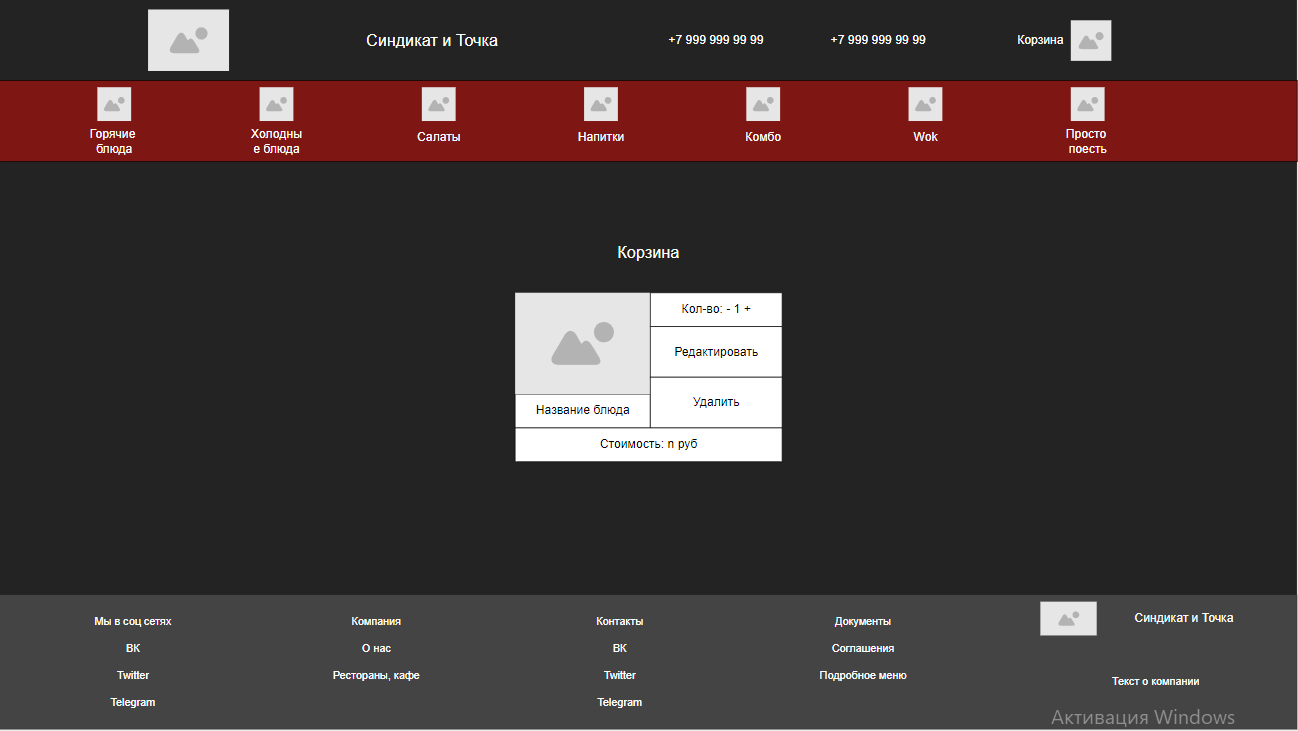 Синдикат и Точка
+7 999 999 99 99
+7 999 999 99 99
Корзина
Горячие
блюда
Холодны
е блюда
Салаты
Напитки
Комбо
Wok
Просто
поесть
Корзина
Кол-во: - 1 +
Редактировать
Удалить
Название блюда
Стоимость: n руб
Мы в соц сетях
ВК
Twitter
Telegram
Компания
О нас
Рестораны, кафе
Контакты
ВК
Twitter
Telegram
Документы
Соглашения
Подробное меню
Синдикат и Точка
Текст о компании
Активация Windows